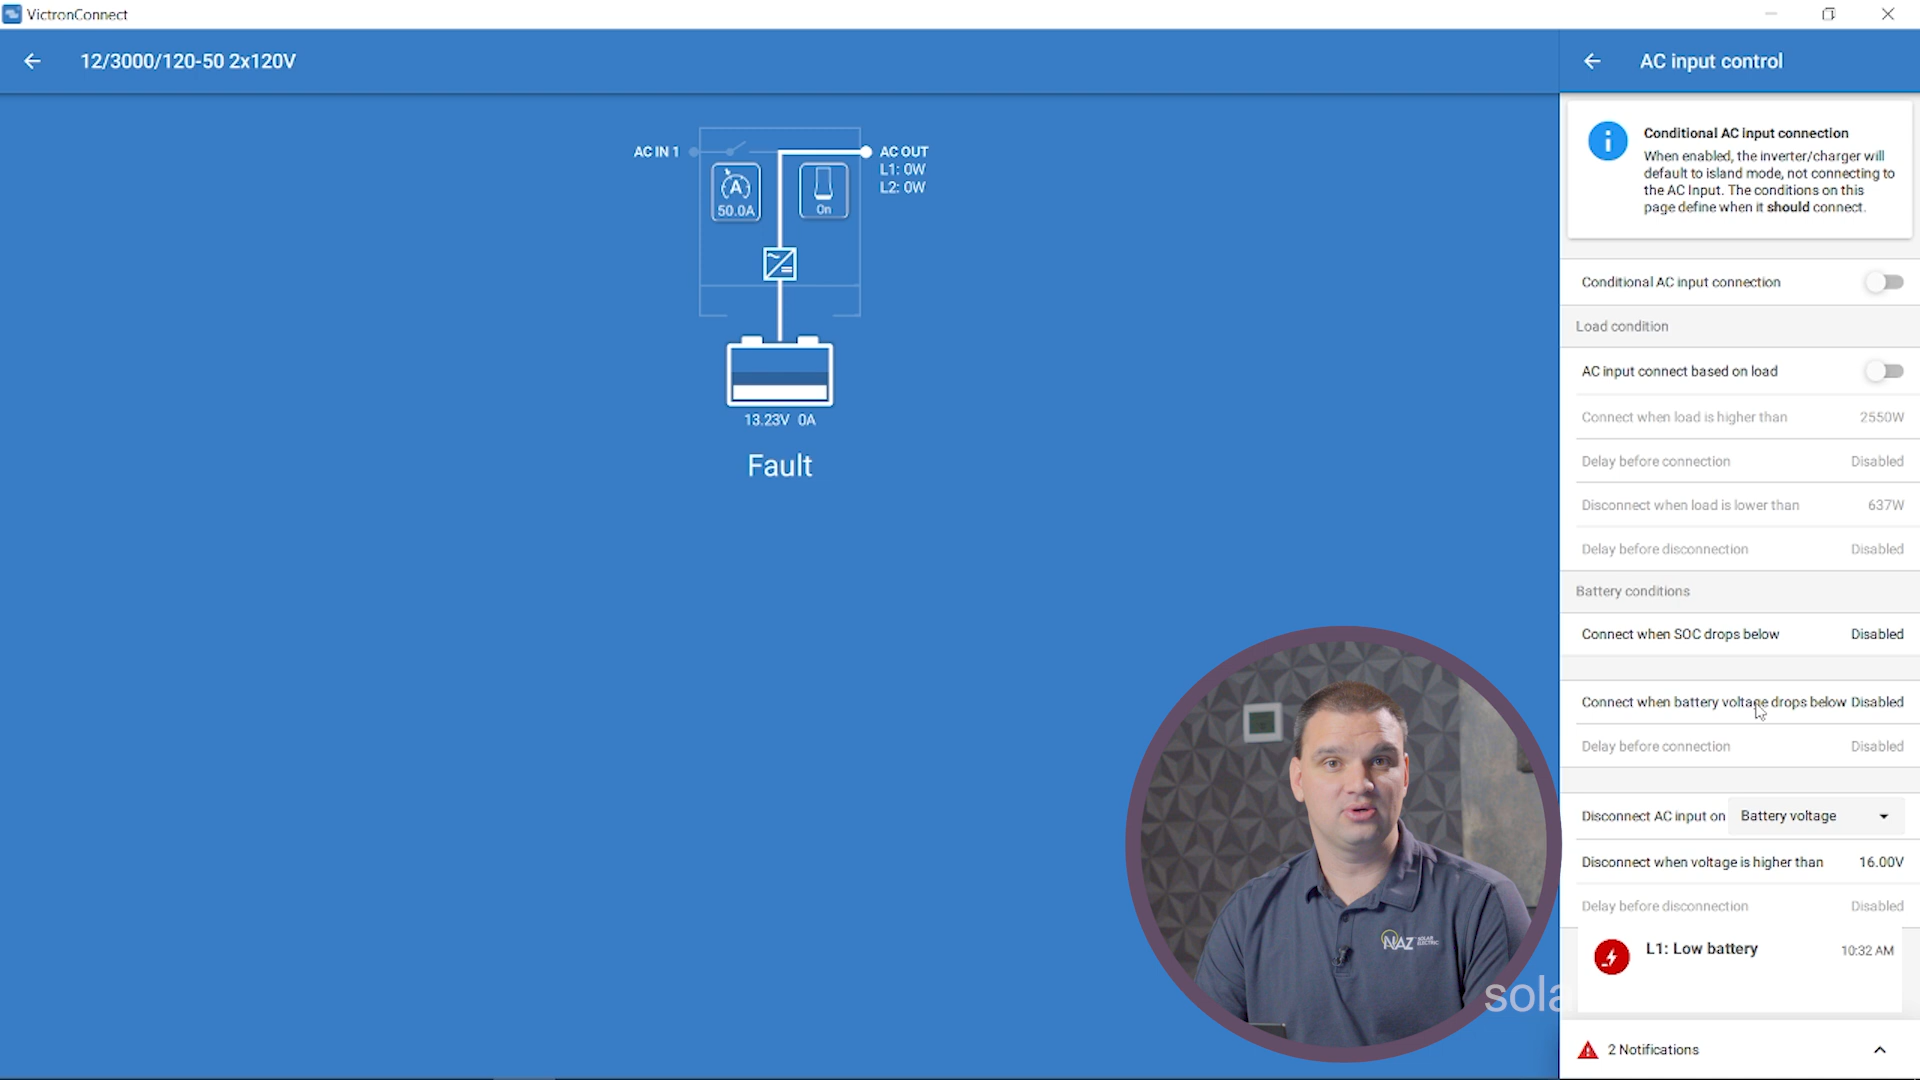 VictronConnect
12/3000/120-50 2x120V
AC IN 1
50.0A
On
AC OUT
L1: 0W
L2: 0W
13.23V 0A
Fault
NAZ SOLAR ELECTRIC
sola
AC input control
Conditional AC input connection
When enabled, the inverter/charger will
default to island mode, not connecting to
the AC Input. The conditions on this
page define when it should connect.
Conditional AC input connection
Load condition
AC input connect based on load
Connect when load is higher than 2550W
Delay before connection Disabled
Disconnect when load is lower than 637W
Delay before disconnection Disabled
Battery conditions
Connect when SOC drops below Disabled
Connect when battery voltage drops below Disabled
Delay before connection Disabled
Disconnect AC input on Battery voltage
Disconnect when voltage is higher than 16.00V
Delay before disconnection Disabled
L1: Low battery 10:32 AM
2 Notifications